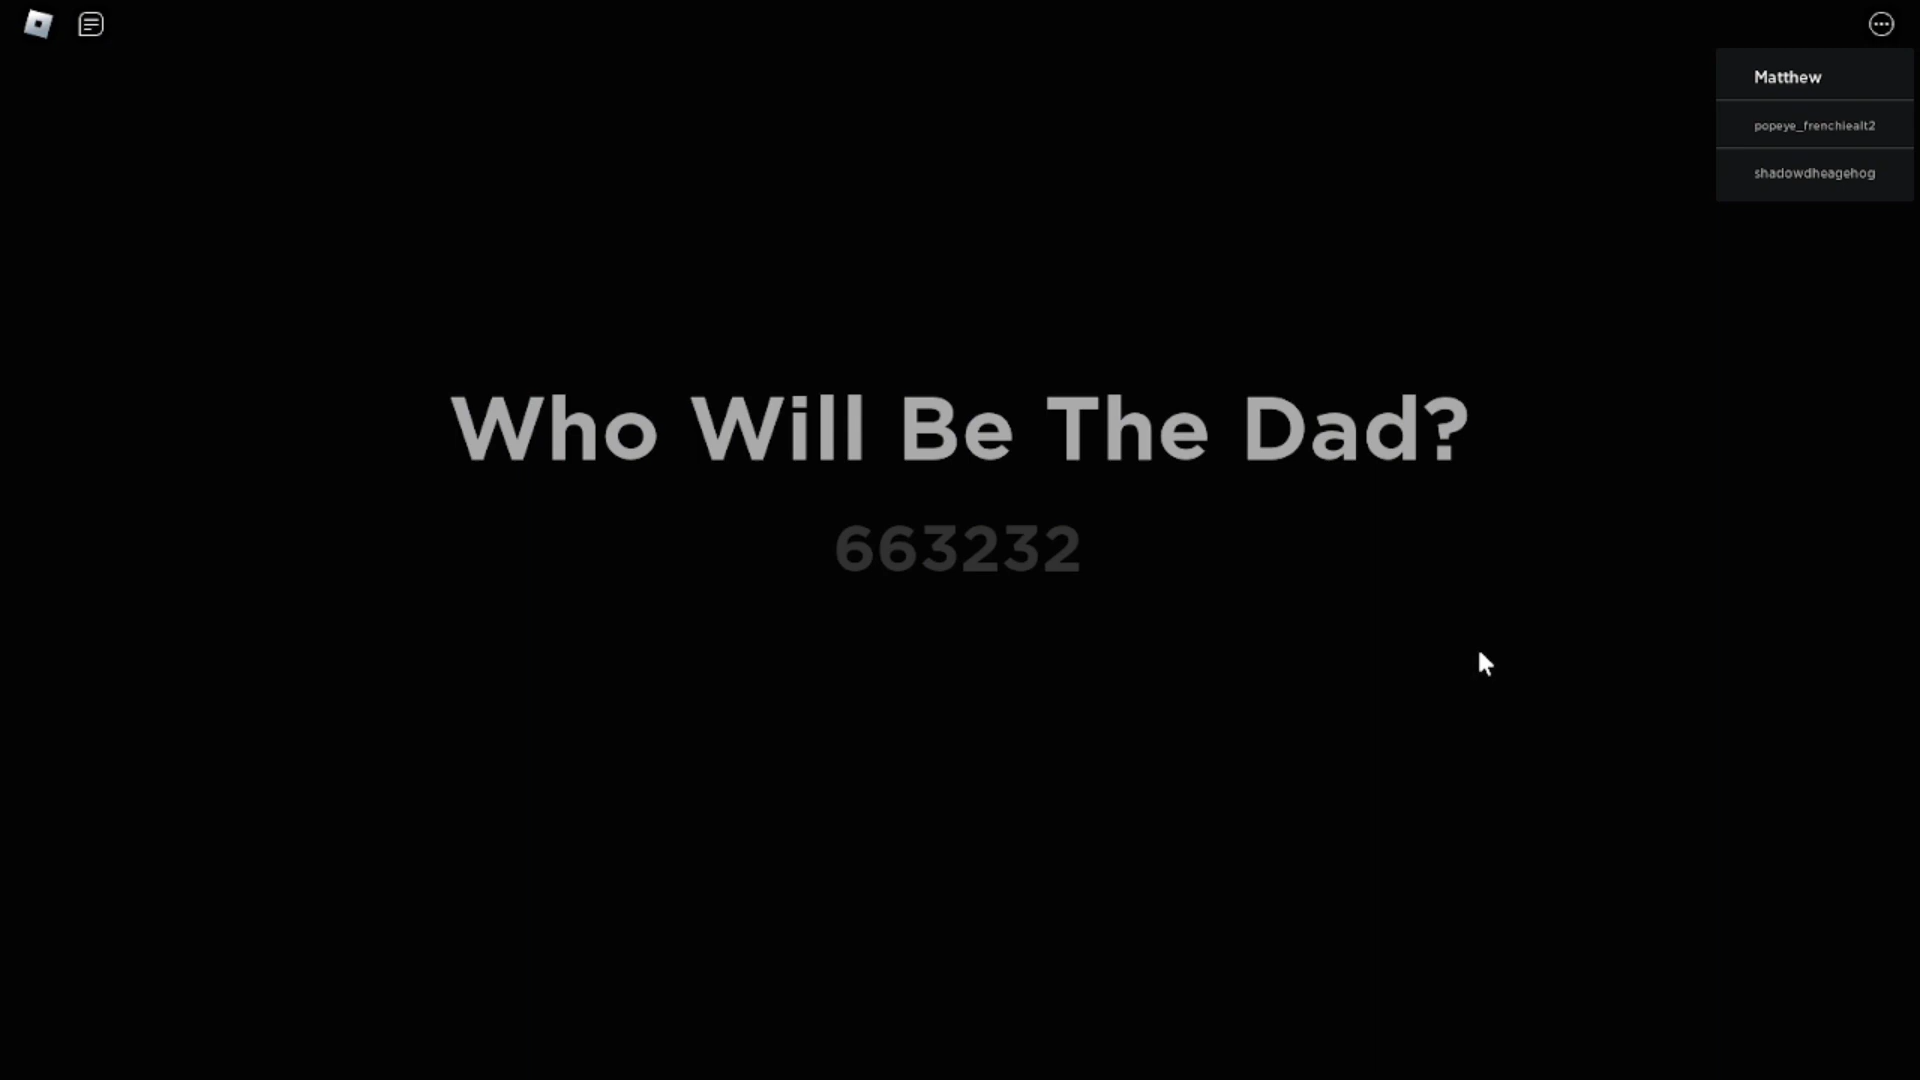 Matthew
popeye_frenchiealt2
shadowdheagehog
Who Will Be The Dad?
663232